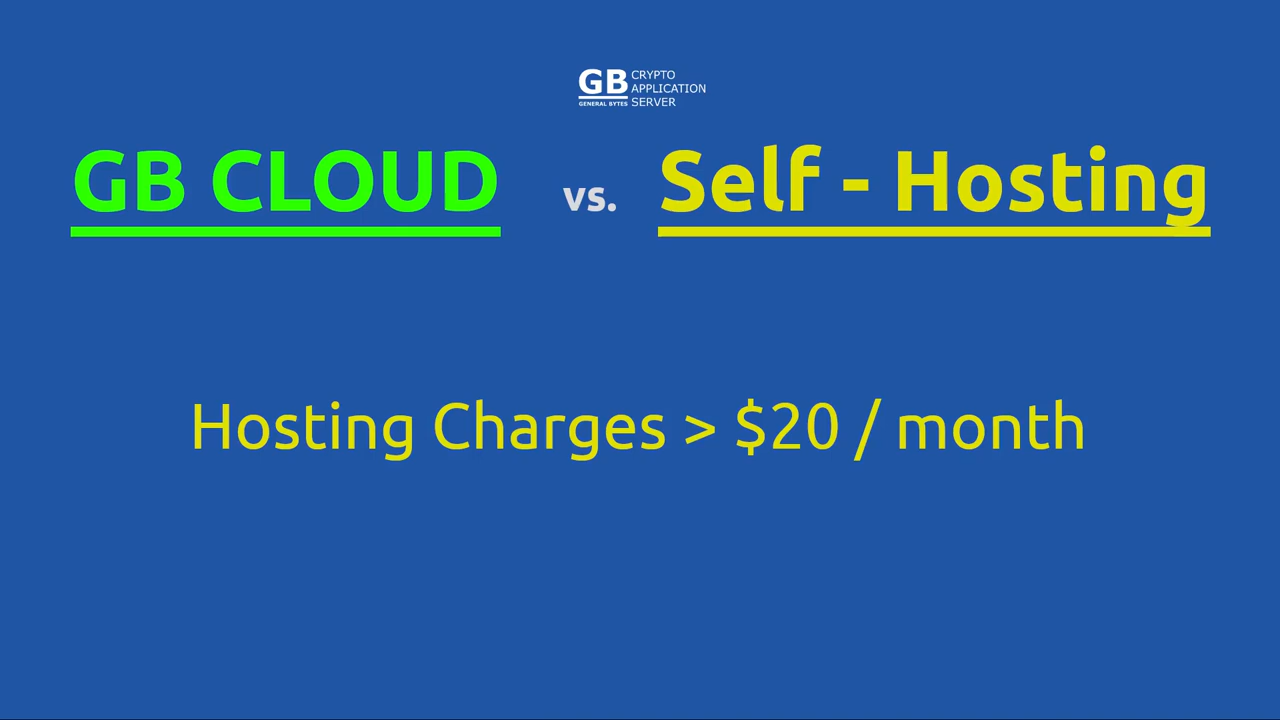 GB CRYPTO
APPLICATION
GENERAL BYTES SERVER
GB CLOUD vs. Self - Hosting
Hosting Charges > $20 / month